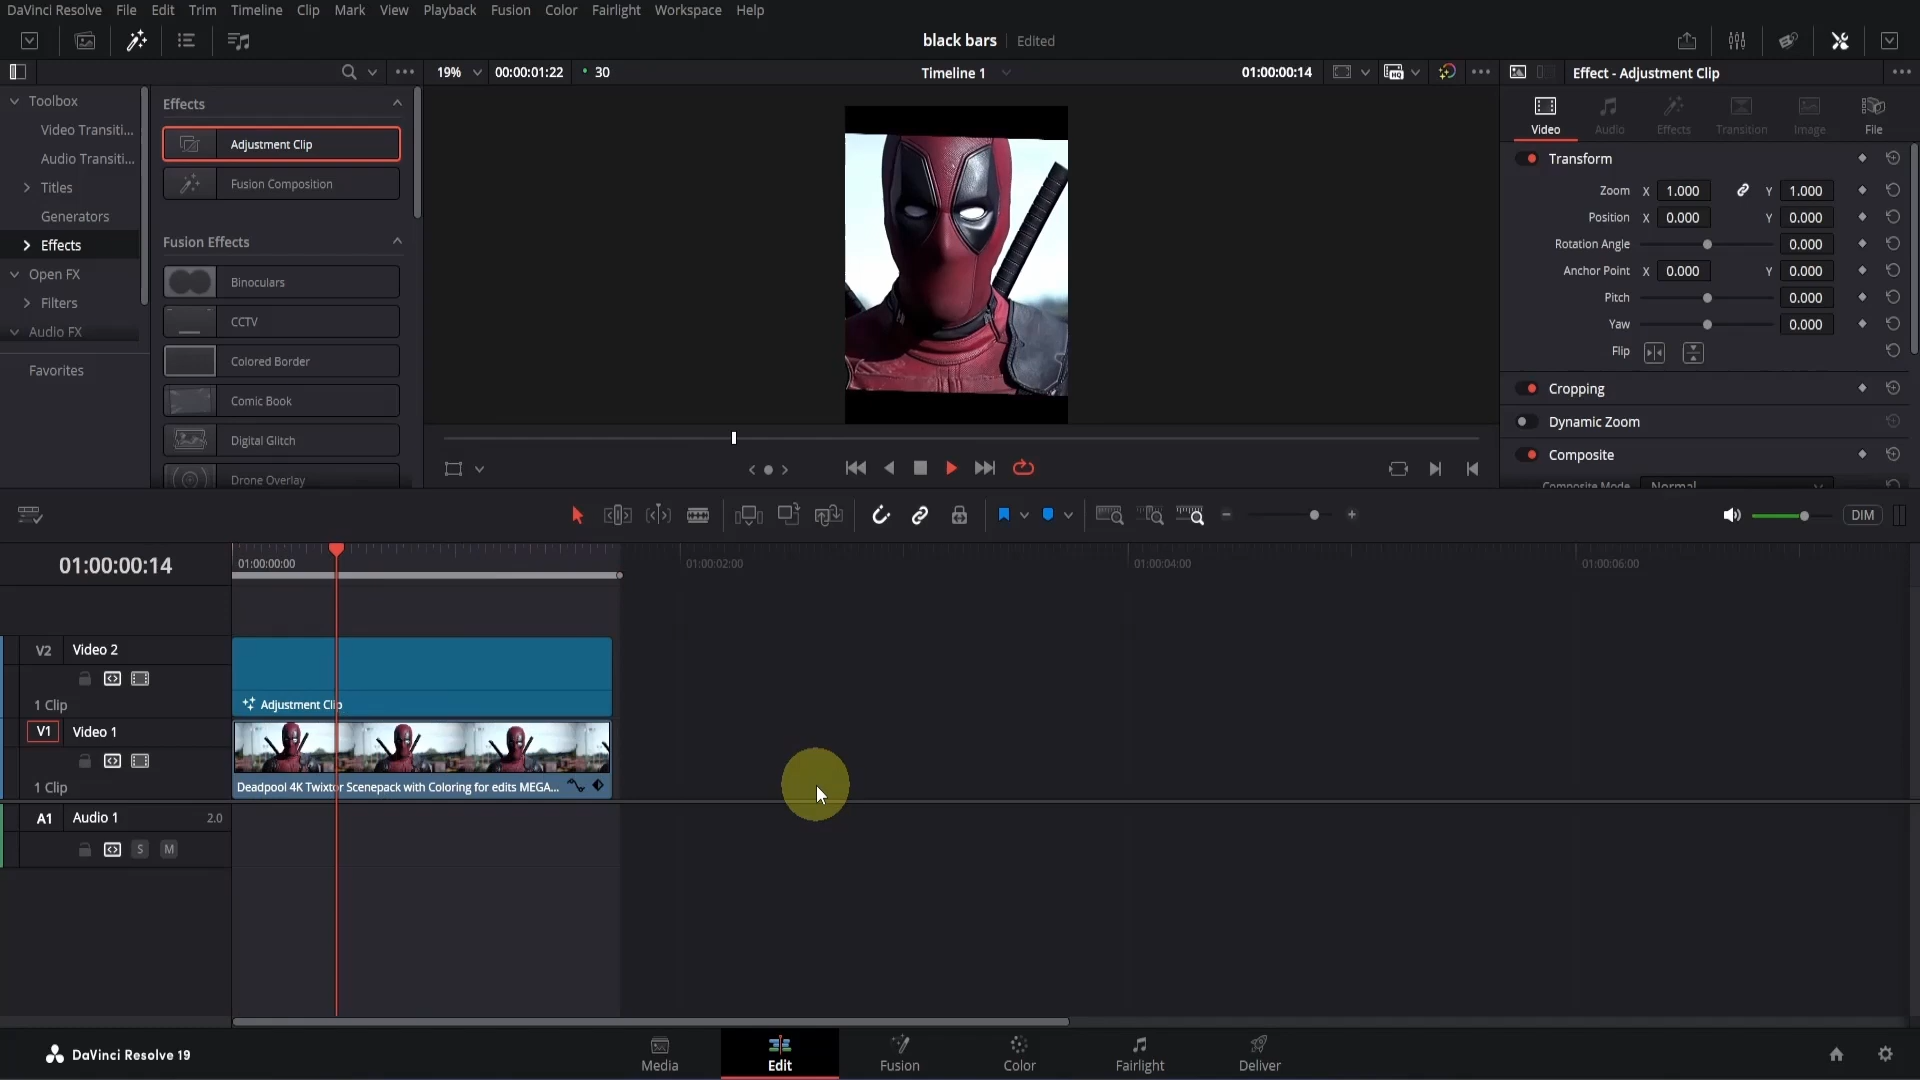 DaVinci Resolve File Edit Trim Timeline Clip Mark View Playback Fusion Color Fairlight Workspace Help
black bars Edited
19% 00:00:01:22 30 Timeline 1 01:00:00:14 HQ Effect - Adjustment Clip
Toolbox
Video Transiti...
Audio Transiti...
Titles
Generators
Effects
Open FX
Filters
Audio FX
Favorites
Effects
Adjustment Clip
Fusion Composition
Fusion Effects
Binoculars
CCTV
Colored Border
Comic Book
Digital Glitch
Drone Overlay
Video Audio Effects Transition Image File
Transform
Zoom X 1.000 Y 1.000
Position X 0.000 Y 0.000
Rotation Angle 0.000
Anchor Point X 0.000 Y 0.000
Pitch 0.000
Yaw 0.000
Flip
Cropping
Dynamic Zoom
Composite
Composite Mode Normal
DIM
01:00:00:14
01:00:00:00 01:00:02:00 01:00:04:00 01:00:06:00
V2 Video 2
1 Clip
Adjustment Clip
V1 Video 1
1 Clip
Deadpool 4K Twixtor Scenepack with Coloring for edits MEGA...
A1 Audio 1 2.0
S M
DaVinci Resolve 19
Media Edit Fusion Color Fairlight Deliver